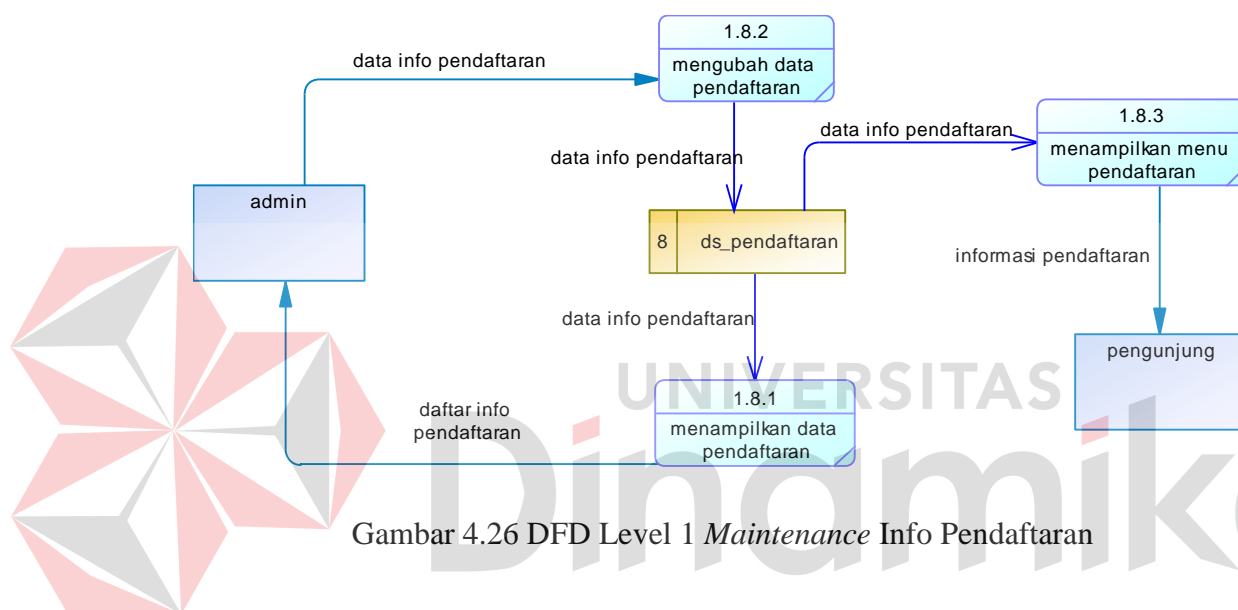 1.8.2
mengubah data
pendaftaran
data info pendaftaran
1.8.3
menampilkan menu
pendaftaran
data info pendaftaran
data info pendaftaran
admin
8 ds_pendaftaran
informasi pendaftaran
data info pendaftaran
pengunjung
UNIVERSITAS
Dinamika
1.8.1
menampilkan data
pendaftaran
daftar info
pendaftaran
Gambar 4.26 DFD Level 1 Maintenance Info Pendaftaran